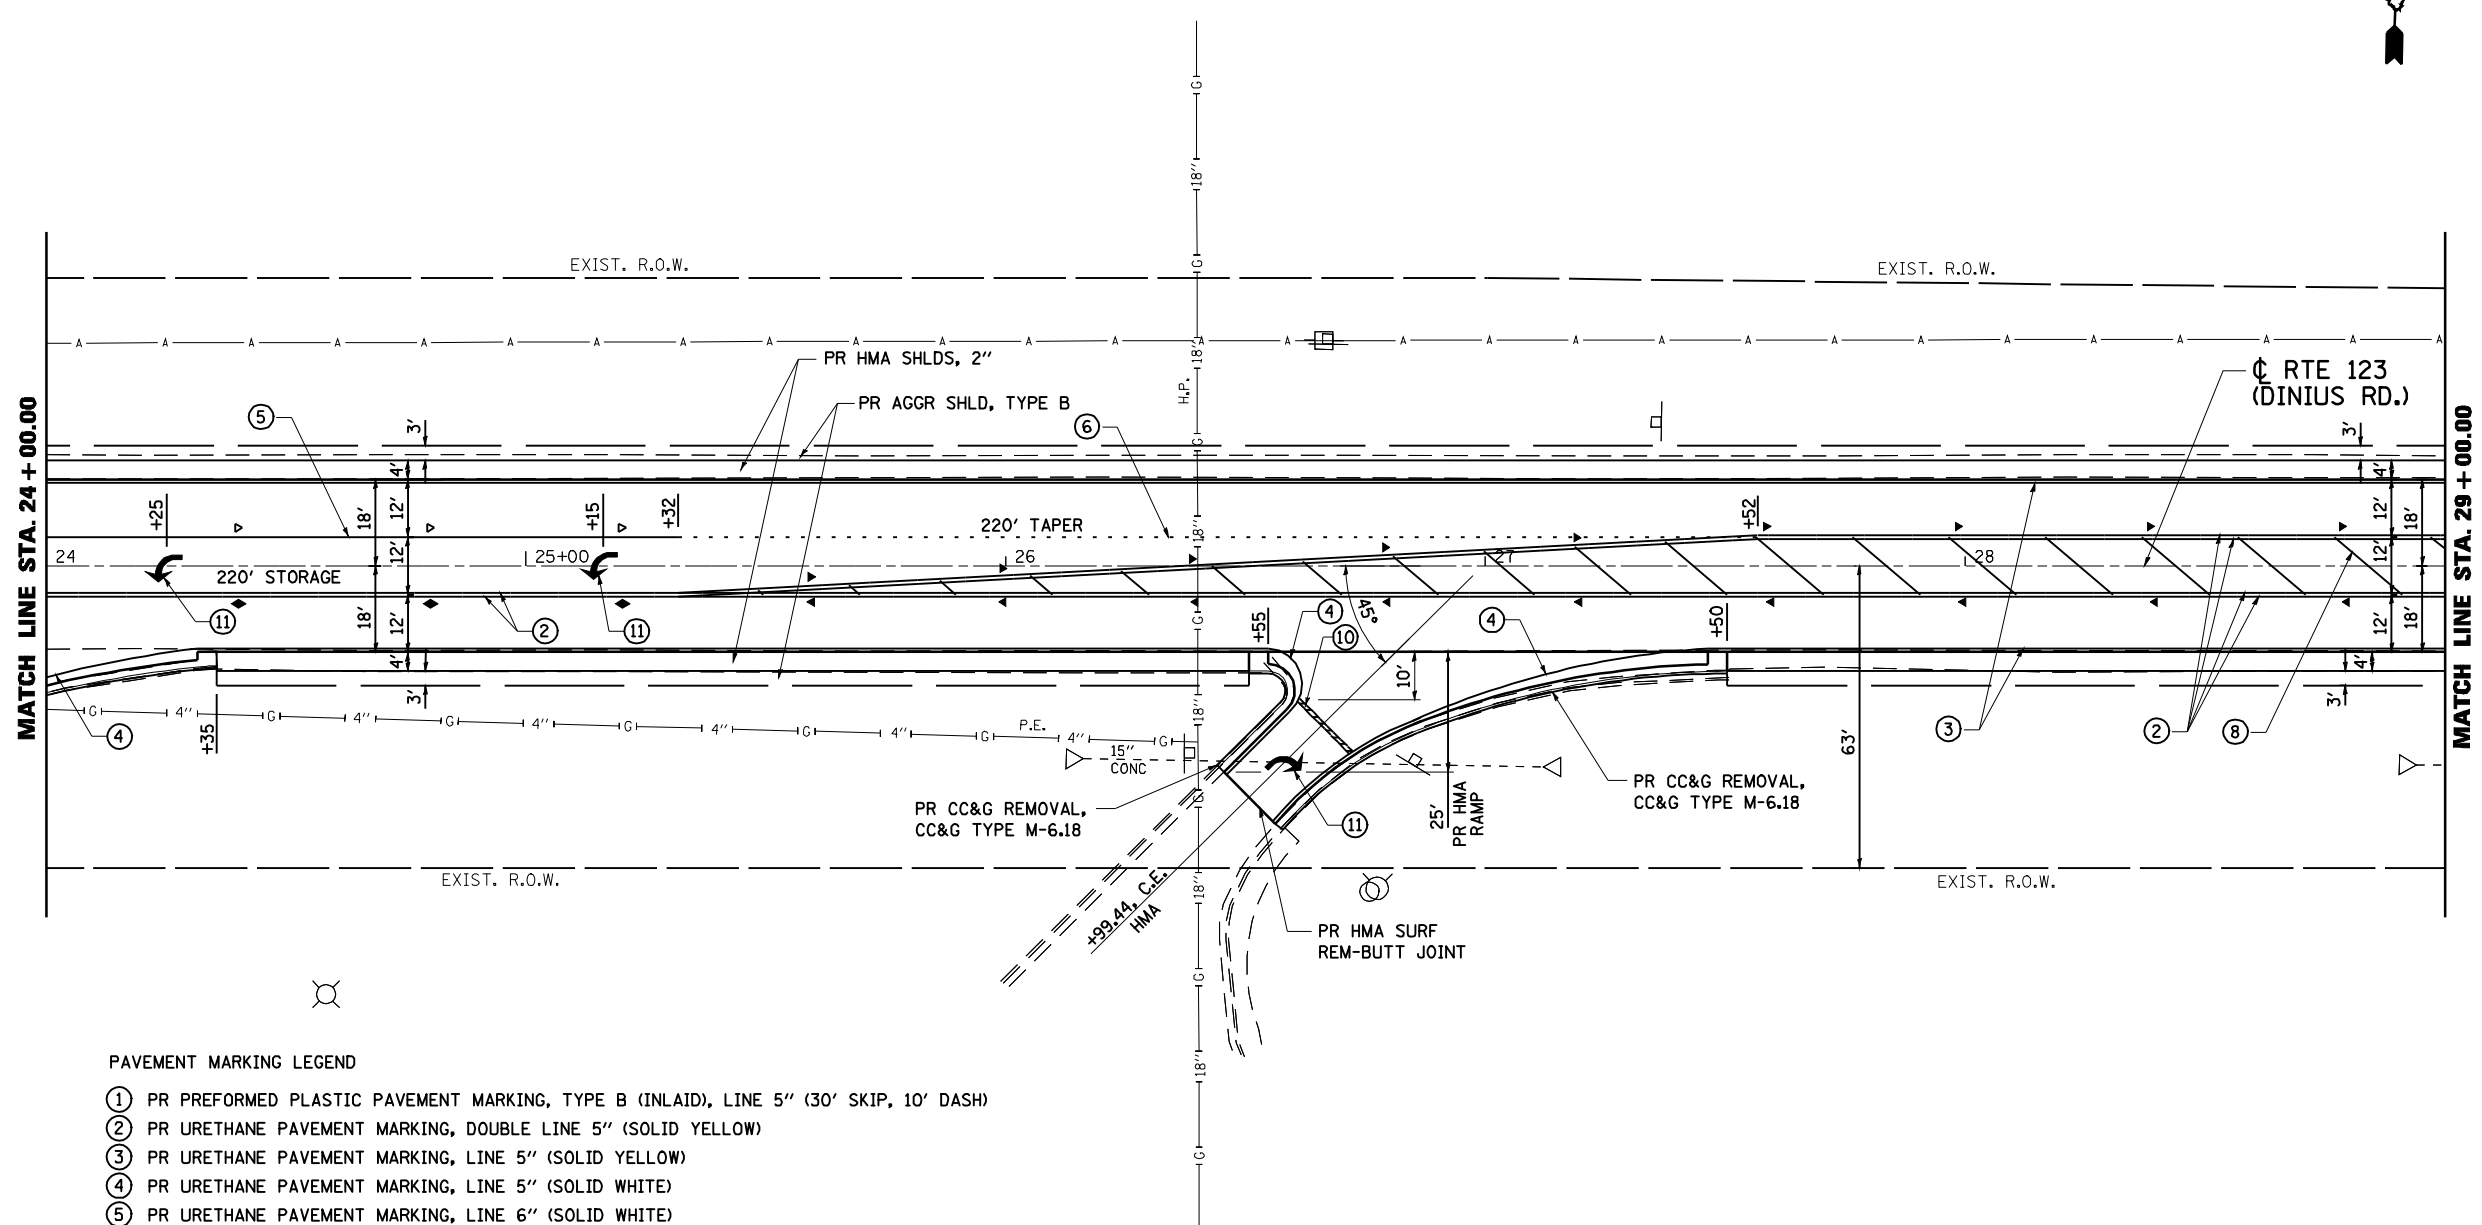 EXIST. R.O.W.
EXIST. R.O.W.
PR HMA SHLDS, 2"
PR AGGR SHLD, TYPE B
℄ RTE 123
(DINIUS RD.)
MATCH LINE STA. 24+00.00
MATCH LINE STA. 29+00.00
H.P.
18"
18"
18"
18"
18"
18"
18"
G
G
G
G
G
G
G
G
G
5
6
3'
4'
18'
12'
12'
18'
12'
4'
3'
+25
+15
+32
+52
3'
4'
12'
18'
12'
12'
18'
4'
3'
220' TAPER
24
25+00
26
27
28
220' STORAGE
11
2
11
+55
4
10
45°
4
+50
10'
4
+35
G
4"
G
4"
G
4"
G
4"
G
4"
G
P.E.
4"
G
15"
CONC
63'
3
2
8
PR CC&G REMOVAL,
CC&G TYPE M-6.18
PR CC&G REMOVAL,
CC&G TYPE M-6.18
11
25'
PR HMA
RAMP
+99.44, C.E.
HMA
EXIST. R.O.W.
EXIST. R.O.W.
PR HMA SURF
REM-BUTT JOINT
PAVEMENT MARKING LEGEND
1 PR PREFORMED PLASTIC PAVEMENT MARKING, TYPE B (INLAID), LINE 5" (30' SKIP, 10' DASH)
2 PR URETHANE PAVEMENT MARKING, DOUBLE LINE 5" (SOLID YELLOW)
3 PR URETHANE PAVEMENT MARKING, LINE 5" (SOLID YELLOW)
4 PR URETHANE PAVEMENT MARKING, LINE 5" (SOLID WHITE)
5 PR URETHANE PAVEMENT MARKING, LINE 6" (SOLID WHITE)